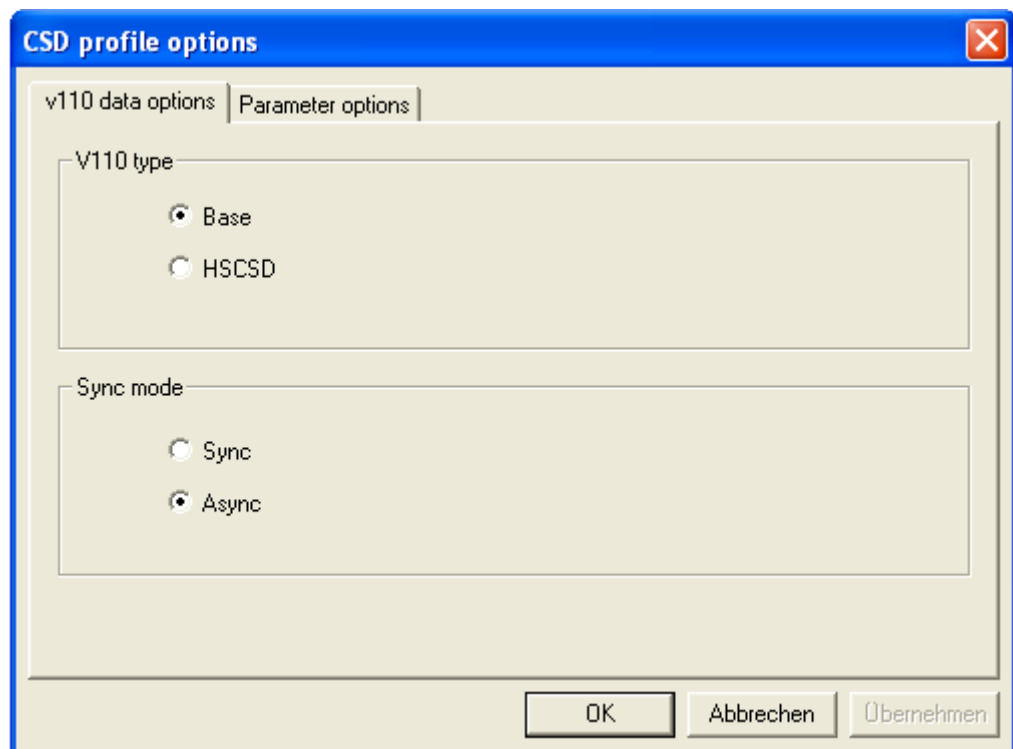 CSD profile options
v110 data options Parameter options
V110 type
Base
HSCSD
Sync mode
Sync
Async
OK Abbrechen Übernehmen